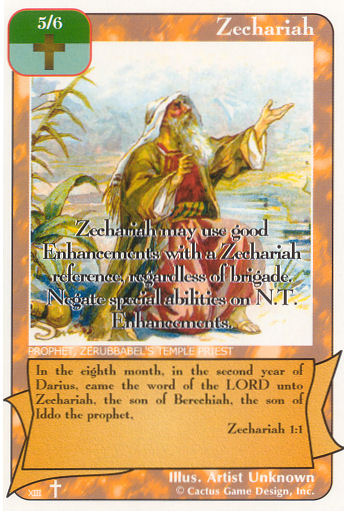 5/6
Zechariah
Zechariah may use good
Enhancements with a Zechariah
reference, regardless of brigade.
Negate special abilities on N.T.
Enhancements.
PROPHET, ZERUBBABEL'S TEMPLE PRIEST
In the eighth month, in the second year of
Darius, came the word of the LORD unto
Zechariah, the son of Berechiah, the son of
Iddo the prophet,
Zechariah 1:1
XIII
Illus. Artist Unknown
© Cactus Game Design, Inc.